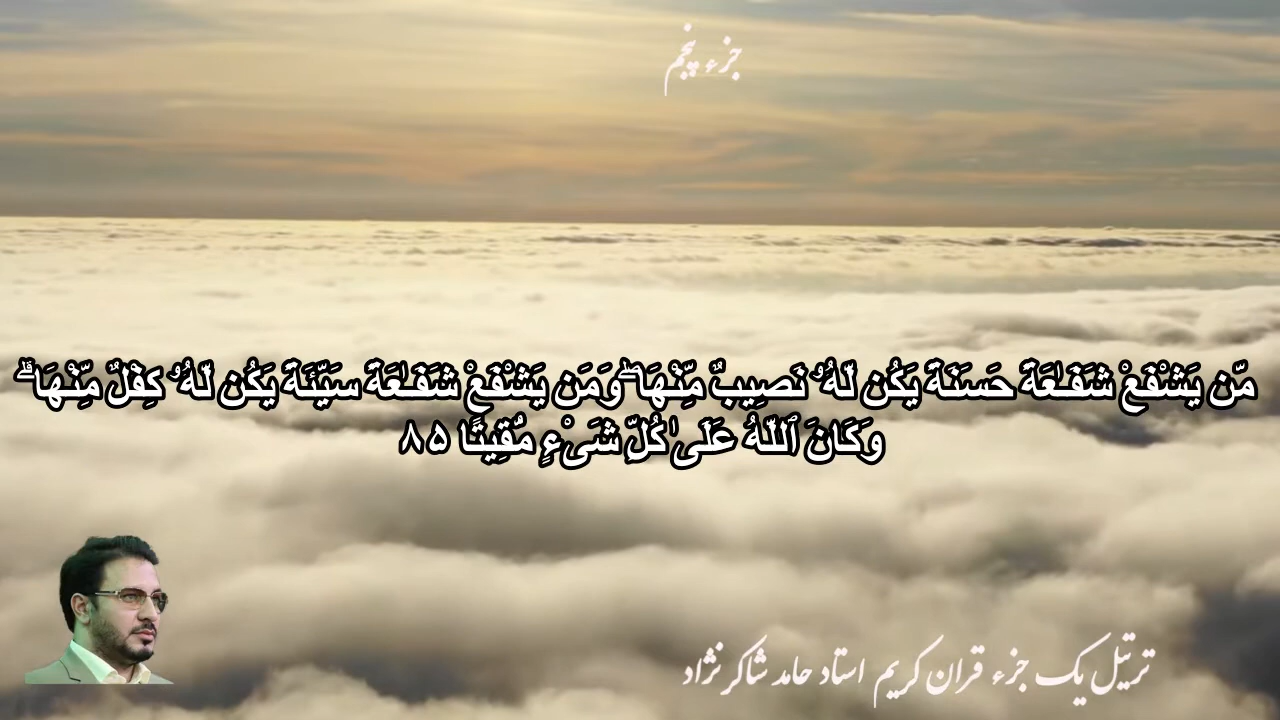 جزء پنجم
مَّن يَشْفَعْ شَفَـٰعَةً حَسَنَةً يَكُن لَّهُۥ نَصِيبٌ مِّنْهَا ۖ وَمَن يَشْفَعْ شَفَـٰعَةً سَيِّئَةً يَكُن لَّهُۥ كِفْلٌ مِّنْهَا ۗ
وَكَانَ ٱللَّهُ عَلَىٰ كُلِّ شَىْءٍ مُّقِيتًا ۸۵
ترتیل یک جزء قران کریم استاد حامد شاکرنژاد